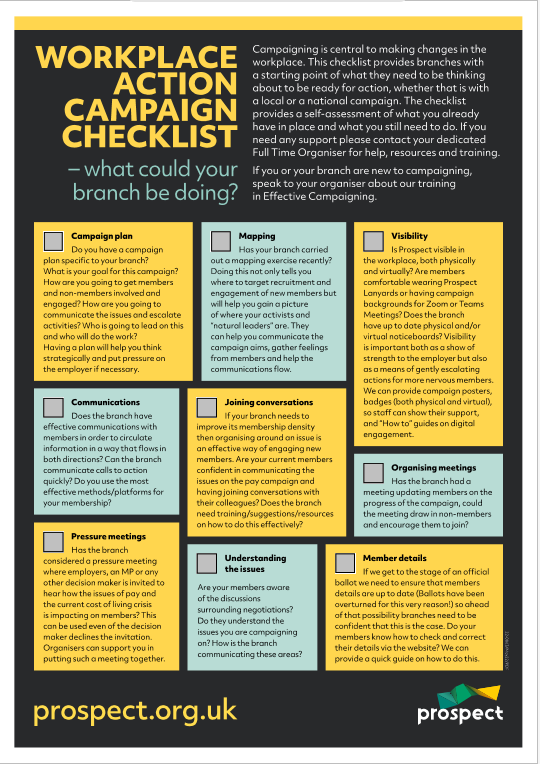 WORKPLACE
ACTION
CAMPAIGN
CHECKLIST
– what could your
branch be doing?
Campaigning is central to making changes in the
workplace. This checklist provides branches with
a starting point of what they need to be thinking
about to be ready for action, whether that is with
a local or a national campaign. The checklist
provides a self-assessment of what you already
have in place and what you still need to do. If you
need any support please contact your dedicated
Full Time Organiser for help, resources and training.
If you or your branch are new to campaigning,
speak to your organiser about our training
in Effective Campaigning.
Campaign plan
Do you have a campaign
plan specific to your branch?
What is your goal for this campaign?
How are you going to get members
and non-members involved and
engaged? How are you going to
communicate the issues and escalate
activities? Who is going to lead on this
and who will do the work?
Having a plan will help you think
strategically and put pressure on
the employer if necessary.
Mapping
Has your branch carried
out a mapping exercise recently?
Doing this not only tells you
where to target recruitment and
engagement of new members but
will help you gain a picture
of where your activists and
"natural leaders" are. They
can help you communicate the
campaign aims, gather feelings
from members and help the
communications flow.
Visibility
Is Prospect visible in
the workplace, both physically
and virtually? Are members
comfortable wearing Prospect
Lanyards or having campaign
backgrounds for Zoom or Teams
Meetings? Does the branch
have up to date physical and/or
virtual noticeboards? Visibility
is important both as a show of
strength to the employer but also
as a means of gently escalating
actions for more nervous members.
We can provide campaign posters,
badges (both physical and virtual),
so staff can show their support,
and "How to" guides on digital
engagement.
Communications
Does the branch have
effective communications with
members in order to circulate
information in a way that flows in
both directions? Can the branch
communicate calls to action
quickly? Do you use the most
effective methods/platforms for
your membership?
Joining conversations
If your branch needs to
improve its membership density
then organising around an issue is
an effective way of engaging new
members. Are your current members
confident in communicating the
issues on the pay campaign and
having joining conversations with
their colleagues? Does the branch
need training/suggestions/resources
on how to do this effectively?
Organising meetings
Has the branch had a
meeting updating members on the
progress of the campaign, could
the meeting draw in non-members
and encourage them to join?
Pressure meetings
Has the branch
considered a pressure meeting
where employers, an MP or any
other decision maker is invited to
hear how the issues of pay and
the current cost of living crisis
is impacting on members? This
can be used even of the decision
maker declines the invitation.
Organisers can support you in
putting such a meeting together.
Understanding
the issues
Are your members aware
of the discussions
surrounding negotiations?
Do they understand the
issues you are campaigning
on? How is the branch
communicating these areas?
Member details
If we get to the stage of an official
ballot we need to ensure that members
details are up to date (Ballots have been
overturned for this very reason!) so ahead
of that possibility branches need to be
confident that this is the case. Do your
members know how to check and correct
their details via the website? We can
provide a quick guide on how to do this.
prospect.org.uk
prospect